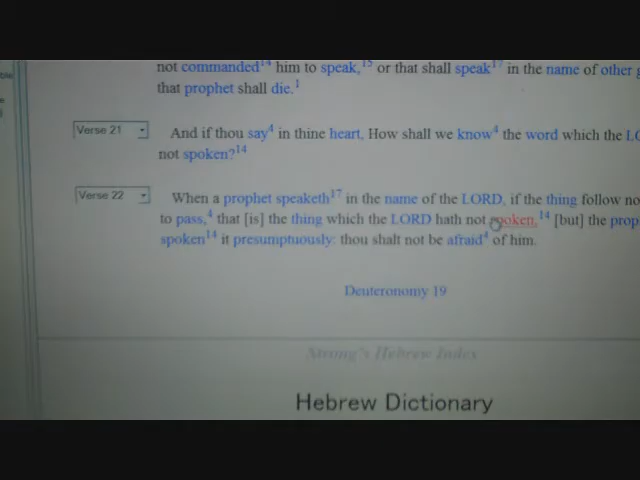 not commanded14 him to speak,15 or that shall speak17 in the name of other
that prophet shall die.1
Verse 21
And if thou say4 in thine heart, How shall we know4 the word which the
not spoken?14
Verse 22
When a prophet speaketh17 in the name of the LORD, if the thing follow
to pass,4 that [is] the thing which the LORD hath not spoken,14 [but] the
spoken14 it presumptuously: thou shalt not be afraid4 of him.
Deuteronomy 19
Strong's Hebrew Index
Hebrew Dictionary